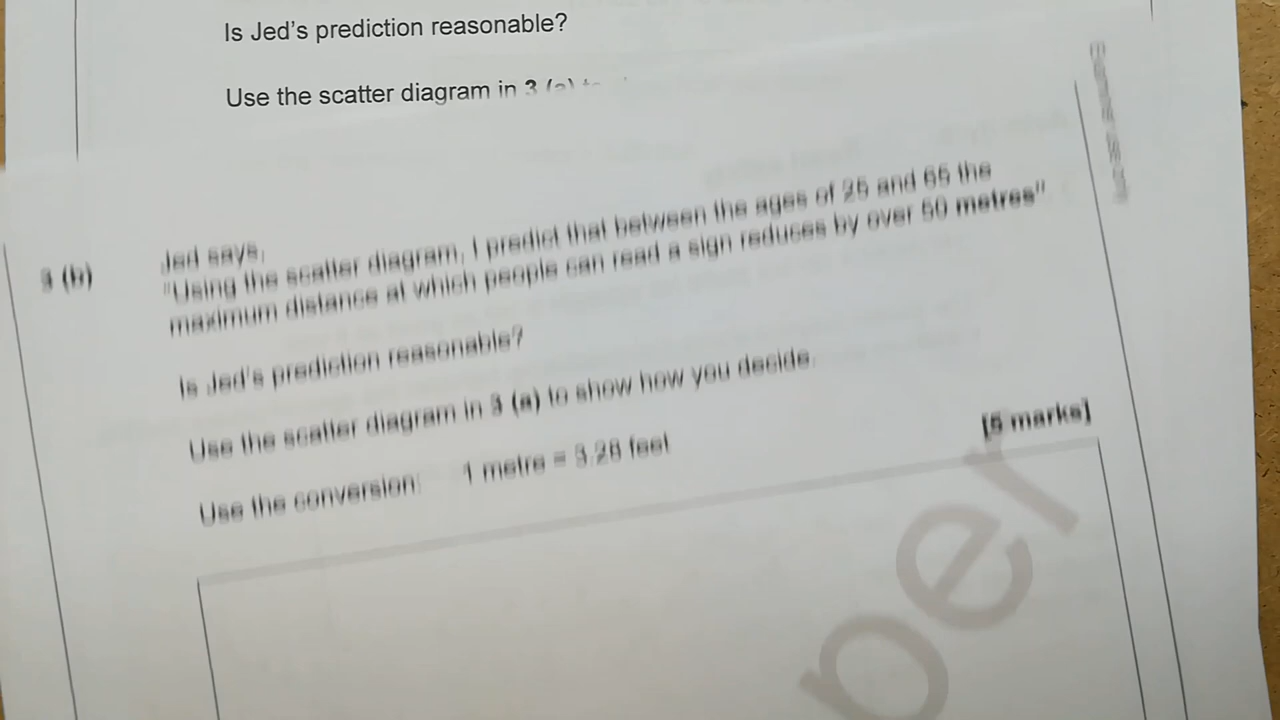 Is Jed's prediction reasonable?
Use the scatter diagram in 3 (a) to
3 (b)
Jed says,
"Using the scatter diagram, I predict that between the ages of 25 and 65 the
maximum distance at which people can read a sign reduces by over 50 metres"
Is Jed's prediction reasonable?
Use the scatter diagram in 3 (a) to show how you decide.
Use the conversion: 1 metre = 3.28 feet
[5 marks]
per